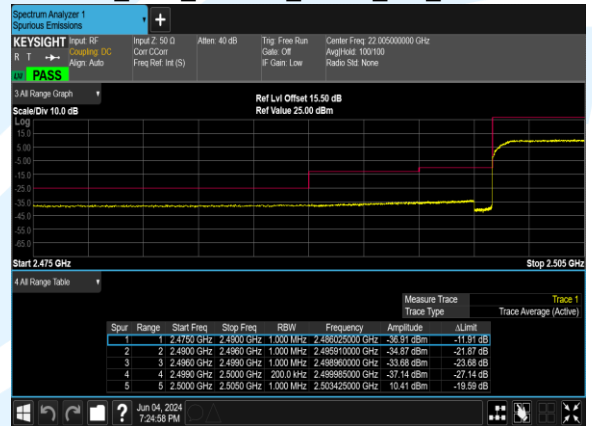 Spectrum Analyzer 1
Spurious Emissions
+
KEYSIGHT Input: RF Input Z: 50 Ω Atten: 40 dB Trig: Free Run Center Freq: 22.005000000 GHz
R T Coupling: DC Corr CCorr Gate: Off Avg|Hold: 100/100
Align: Auto Freq Ref: Int (S) IF Gain: Low Radio Std: None
PASS
3 All Range Graph
Ref Lvl Offset 15.50 dB
Scale/Div 10.0 dB Ref Value 25.00 dBm
Log
15.0
5.00
-5.00
-15.0
-25.0
-35.0
-45.0
-55.0
-65.0
Start 2.475 GHz Stop 2.505 GHz
4 All Range Table
Measure Trace Trace 1
Trace Type Trace Average (Active)
Spur Range Start Freq Stop Freq RBW Frequency Amplitude ΔLimit
1 1 2.4750 GHz 2.4900 GHz 1.000 MHz 2.486025000 GHz -36.91 dBm -11.91 dB
2 2 2.4900 GHz 2.4960 GHz 1.000 MHz 2.495910000 GHz -34.87 dBm -21.87 dB
3 3 2.4960 GHz 2.4990 GHz 1.000 MHz 2.498960000 GHz -33.68 dBm -23.68 dB
4 4 2.4990 GHz 2.5000 GHz 200.0 kHz 2.499985000 GHz -37.14 dBm -27.14 dB
5 5 2.5000 GHz 2.5050 GHz 1.000 MHz 2.503425000 GHz 10.41 dBm -19.59 dB
? Jun 04, 2024
7:24:58 PM